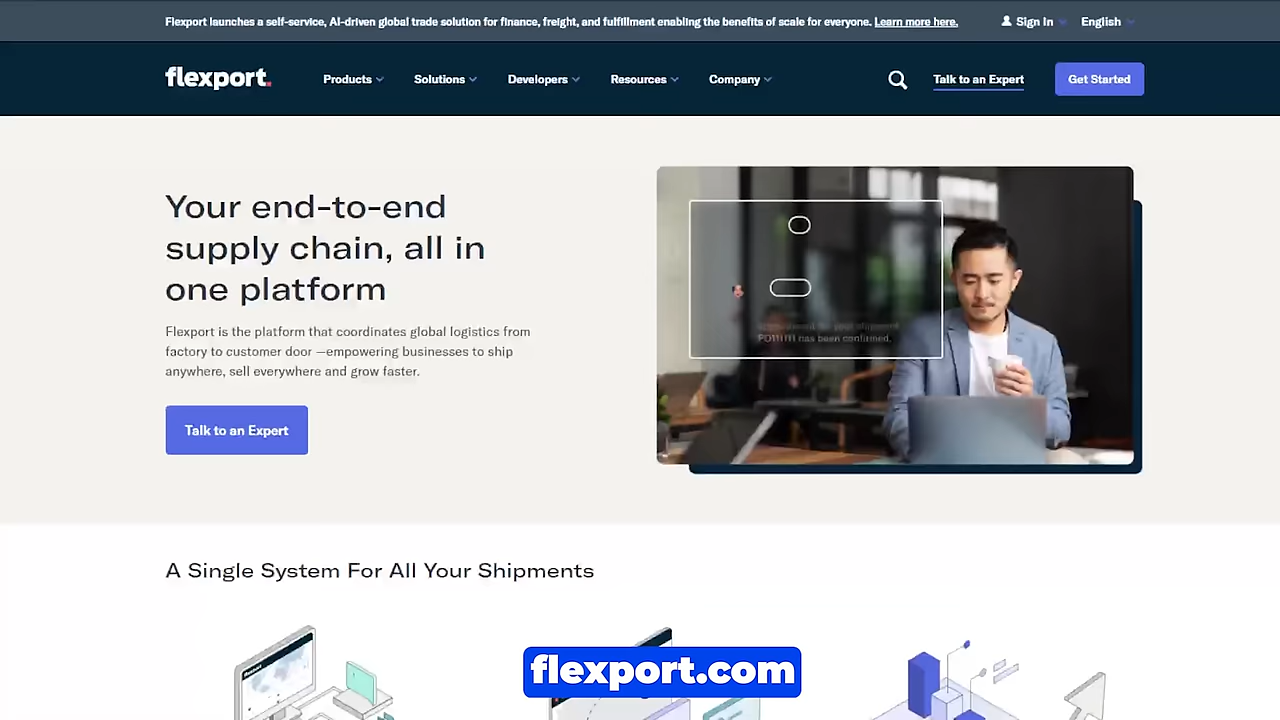 Flexport launches a self-service, AI-driven global trade solution for finance, freight, and fulfillment enabling the benefits of scale for everyone. Learn more here.
Sign In
English
flexport.
Products
Solutions
Developers
Resources
Company
Talk to an Expert
Get Started
Your end-to-end
supply chain, all in
one platform
Flexport is the platform that coordinates global logistics from
factory to customer door —empowering businesses to ship
anywhere, sell everywhere and grow faster.
Talk to an Expert
for your shipment
has been confirmed.
A Single System For All Your Shipments
flexport.com